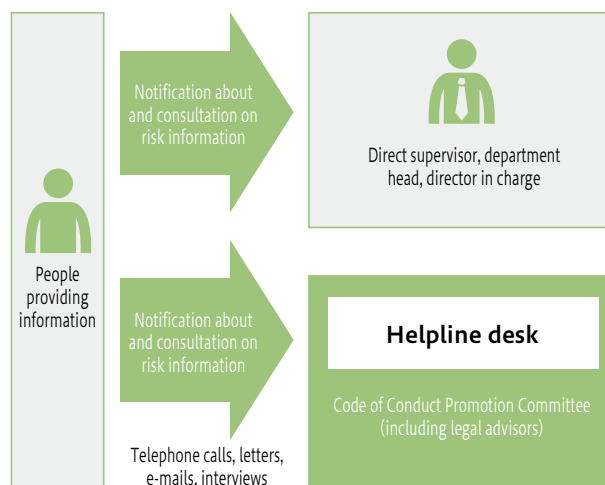 People
providing
information
Notification about
and consultation on
risk information
Direct supervisor, department
head, director in charge
Notification about
and consultation on
risk information
Telephone calls, letters,
e-mails, interviews
Helpline desk
Code of Conduct Promotion Committee
(including legal advisors)